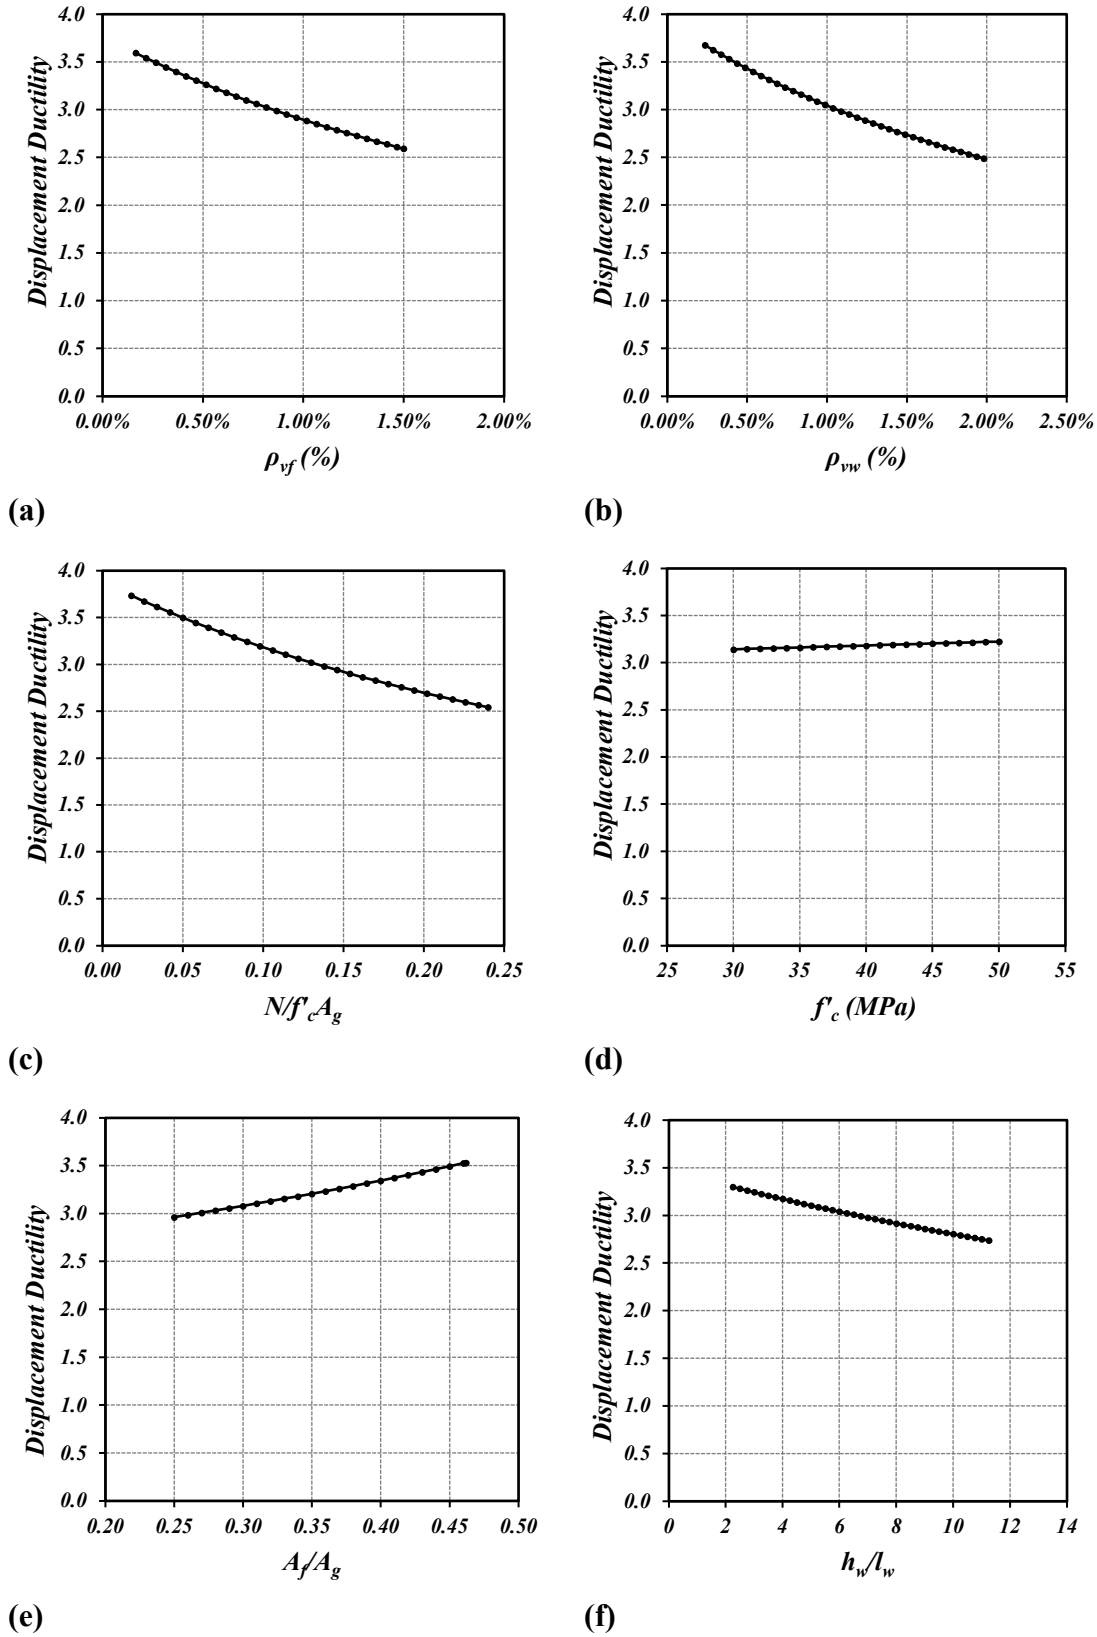 4.0
3.5
3.0
2.5
2.0
1.5
1.0
0.5
0.0
Displacement Ductility
0.00% 0.50% 1.00% 1.50% 2.00%
ρvf (%)
(a)
4.0
3.5
3.0
2.5
2.0
1.5
1.0
0.5
0.0
Displacement Ductility
0.00% 0.50% 1.00% 1.50% 2.00% 2.50%
ρvw (%)
(b)
4.0
3.5
3.0
2.5
2.0
1.5
1.0
0.5
0.0
Displacement Ductility
0.00 0.05 0.10 0.15 0.20 0.25
N/f'cAg
(c)
4.0
3.5
3.0
2.5
2.0
1.5
1.0
0.5
0.0
Displacement Ductility
25 30 35 40 45 50 55
f'c (MPa)
(d)
4.0
3.5
3.0
2.5
2.0
1.5
1.0
0.5
0.0
Displacement Ductility
0.20 0.25 0.30 0.35 0.40 0.45 0.50
Af/Ag
(e)
4.0
3.5
3.0
2.5
2.0
1.5
1.0
0.5
0.0
Displacement Ductility
0 2 4 6 8 10 12 14
hw/lw
(f)